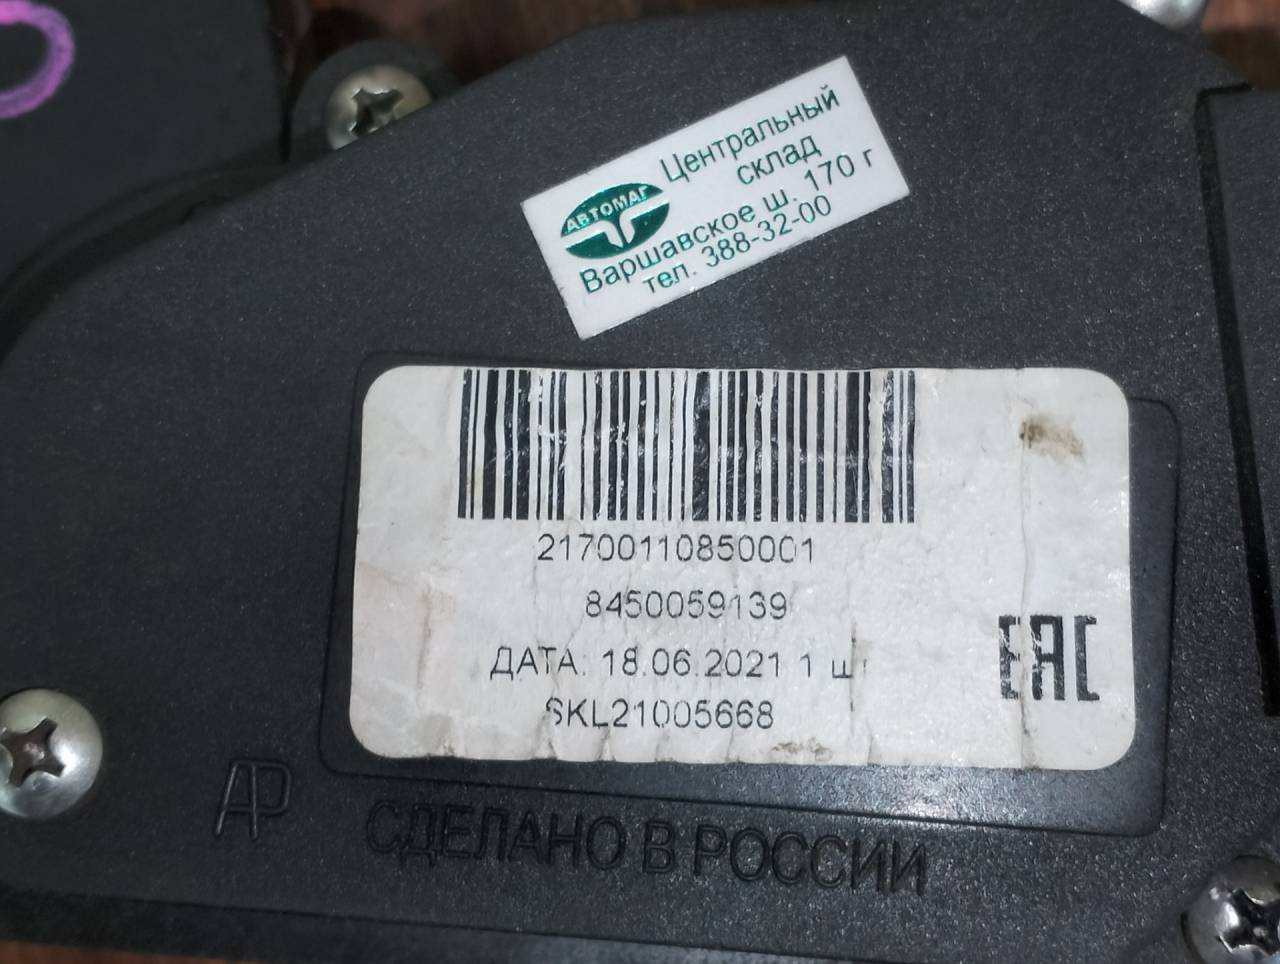 Центральный
склад
АВТОМАГ
Варшавское ш. 170 г
тел. 388-32-00
21700110850001
8450059139
ДАТА: 18.06.2021 1
SKL21005668
EAC
АР
СДЕЛАНО В РОССИИ